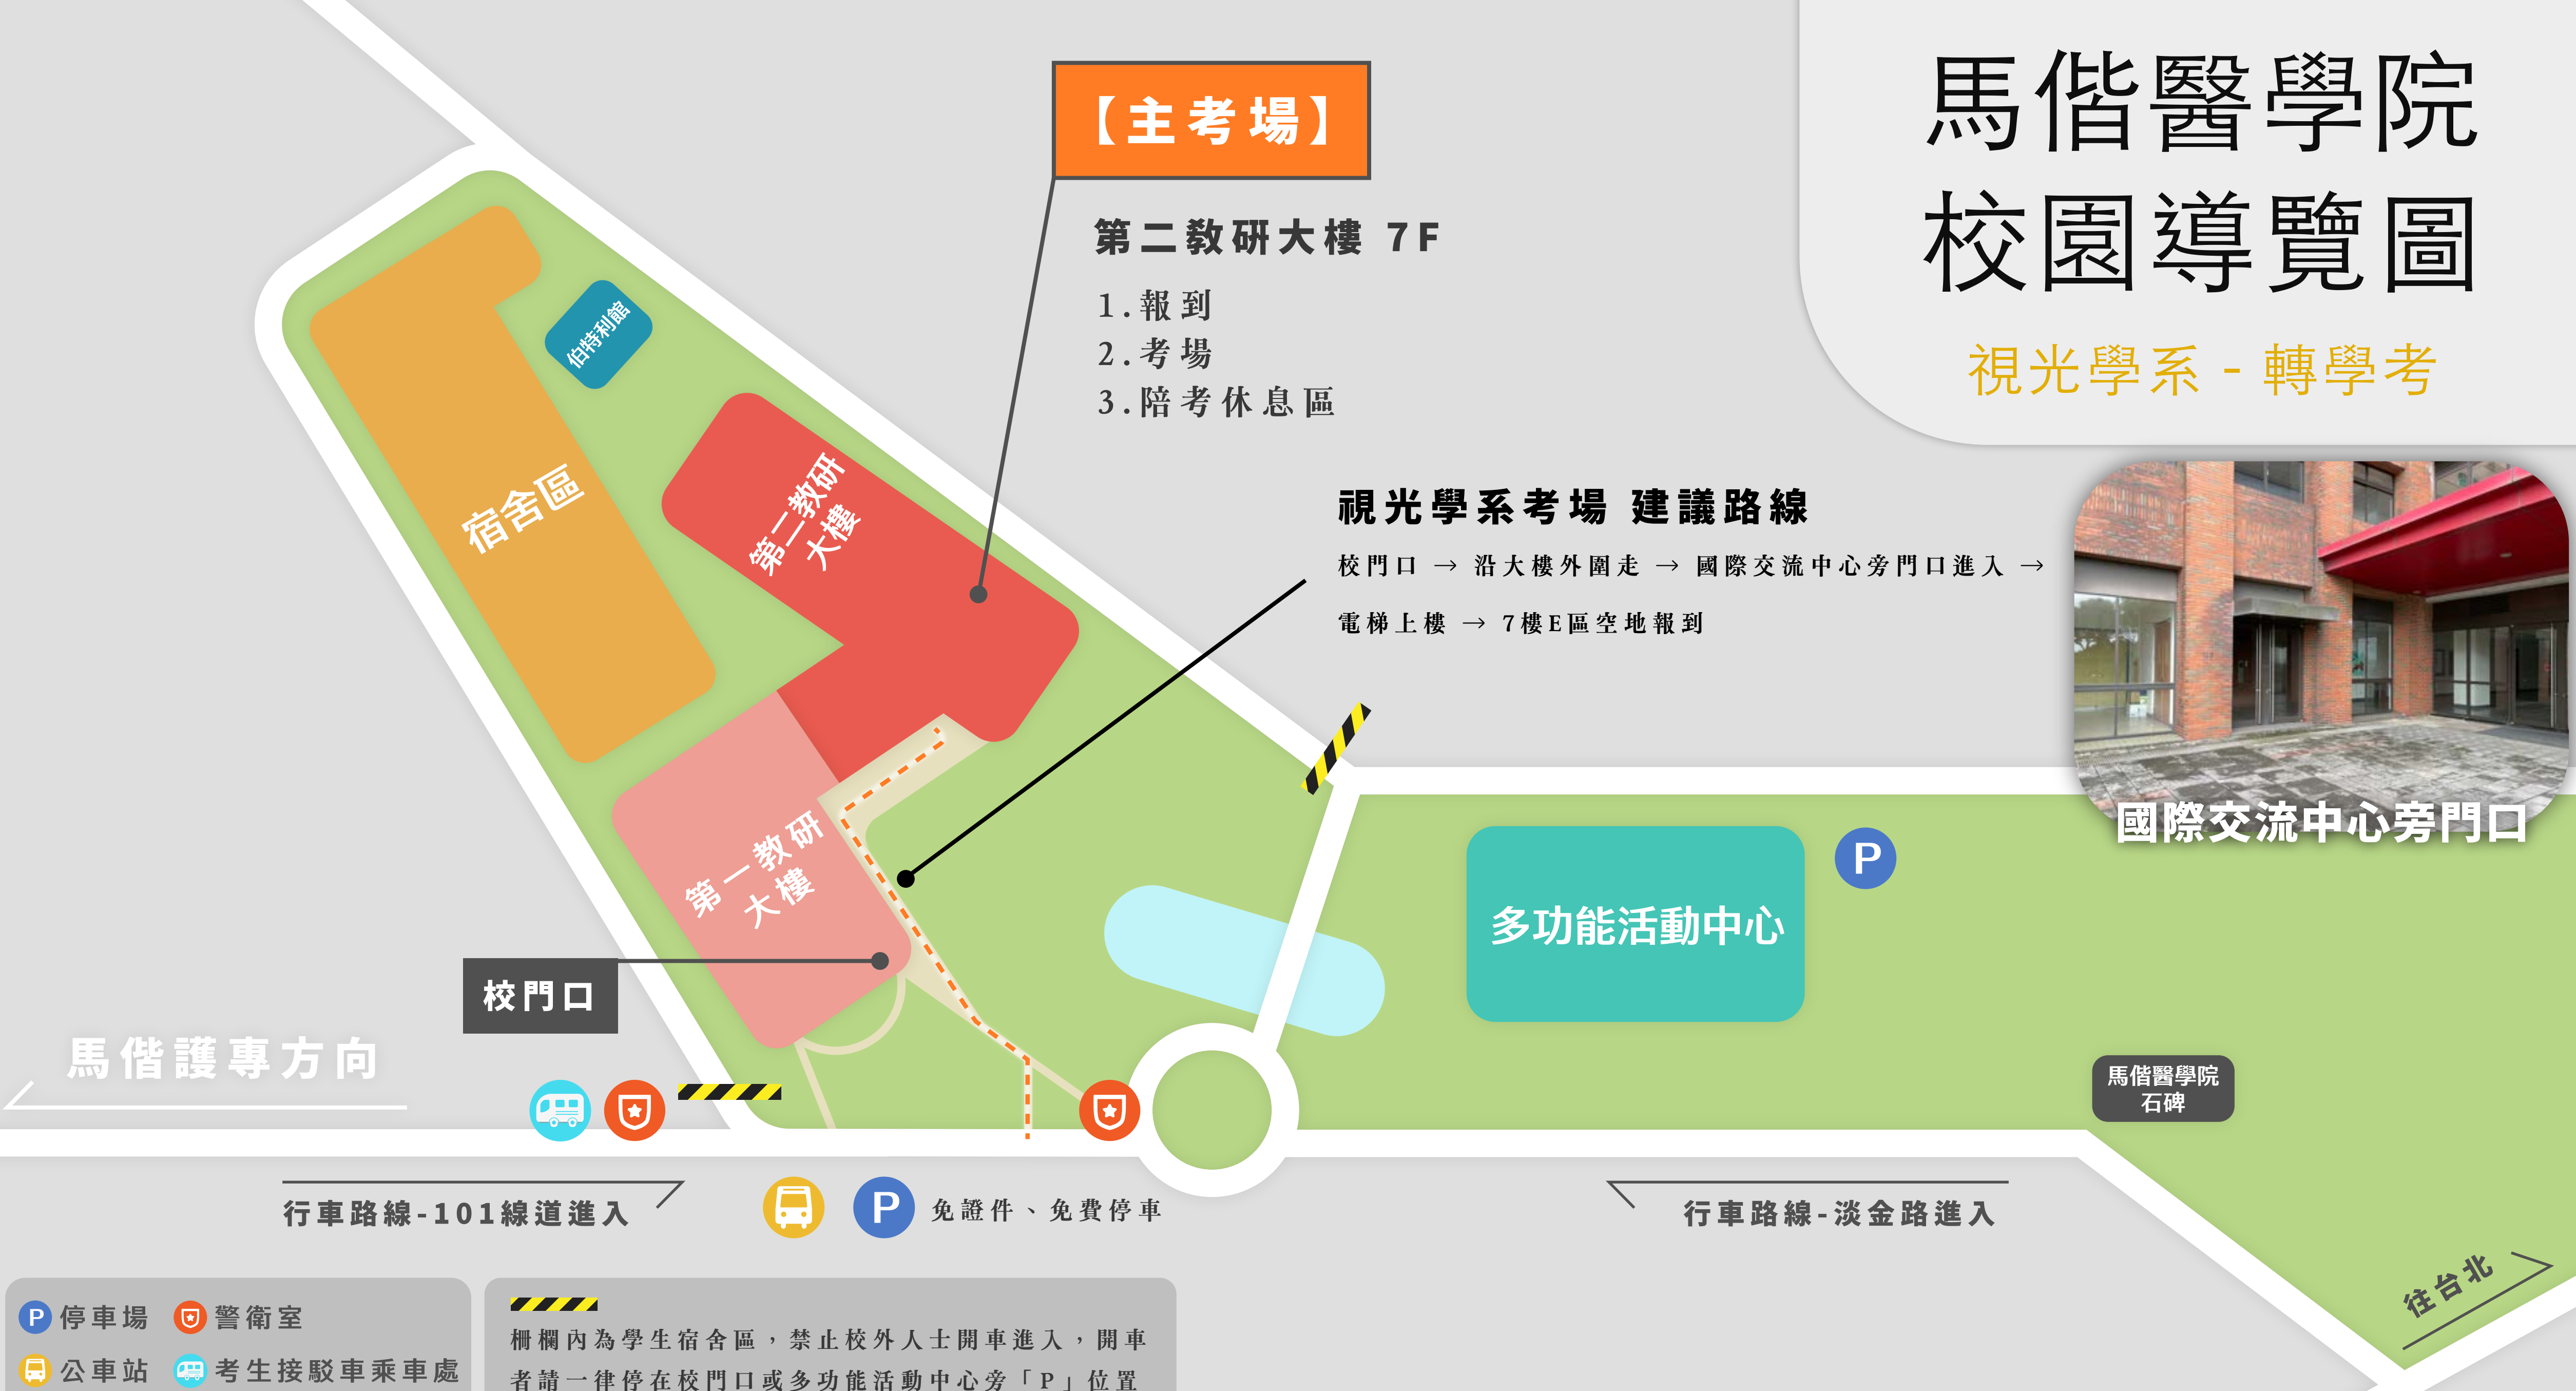 馬偕醫學院
校園導覽圖
視光學系 - 轉學考
【主考場】
第二教研大樓 7F
1.報到
2.考場
3.陪考休息區
視光學系考場 建議路線
校門口 → 沿大樓外圍走 → 國際交流中心旁門口進入 →
電梯上樓 → 7樓E區空地報到
國際交流中心旁門口
伯特利館
宿舍區
第二教研
大樓
第一教研
大樓
校門口
多功能活動中心
P
馬偕醫學院
石碑
馬偕護專方向
行車路線-101線道進入
P
免證件、免費停車
行車路線-淡金路進入
往台北
P 停車場
警衛室
公車站
考生接駁車乘車處
柵欄內為學生宿舍區，禁止校外人士開車進入，開車
者請一律停在校門口或多功能活動中心旁「P」位置